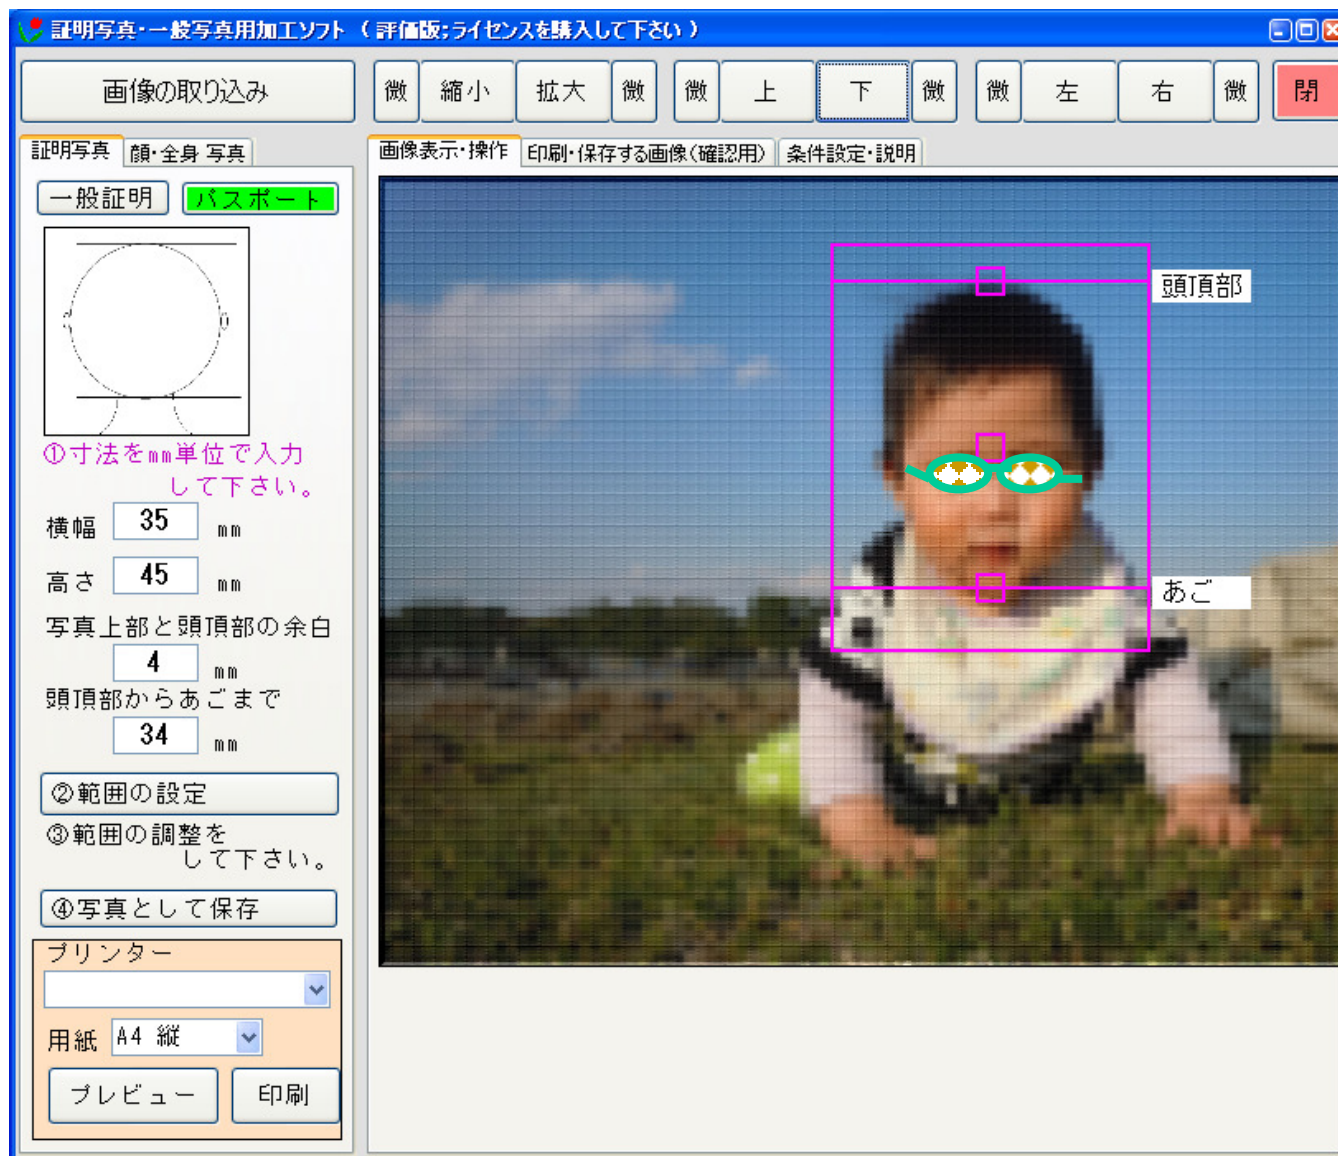 証明写真・一般写真用加工ソフト ( 評価版;ライセンスを購入して下さい )
画像の取り込み
微 縮小 拡大 微 微 上 下 微 微 左 右 微 閉
証明写真 顔・全身 写真
画像表示・操作 印刷・保存する画像(確認用) 条件設定・説明
一般証明 パスポート
①寸法をmm単位で入力
して下さい。
横幅 35 mm
高さ 45 mm
写真上部と頭頂部の余白
4 mm
頭頂部からあごまで
34 mm
②範囲の設定
③範囲の調整を
して下さい。
④写真として保存
プリンター
用紙 A4 縦
プレビュー 印刷
頭頂部
あご